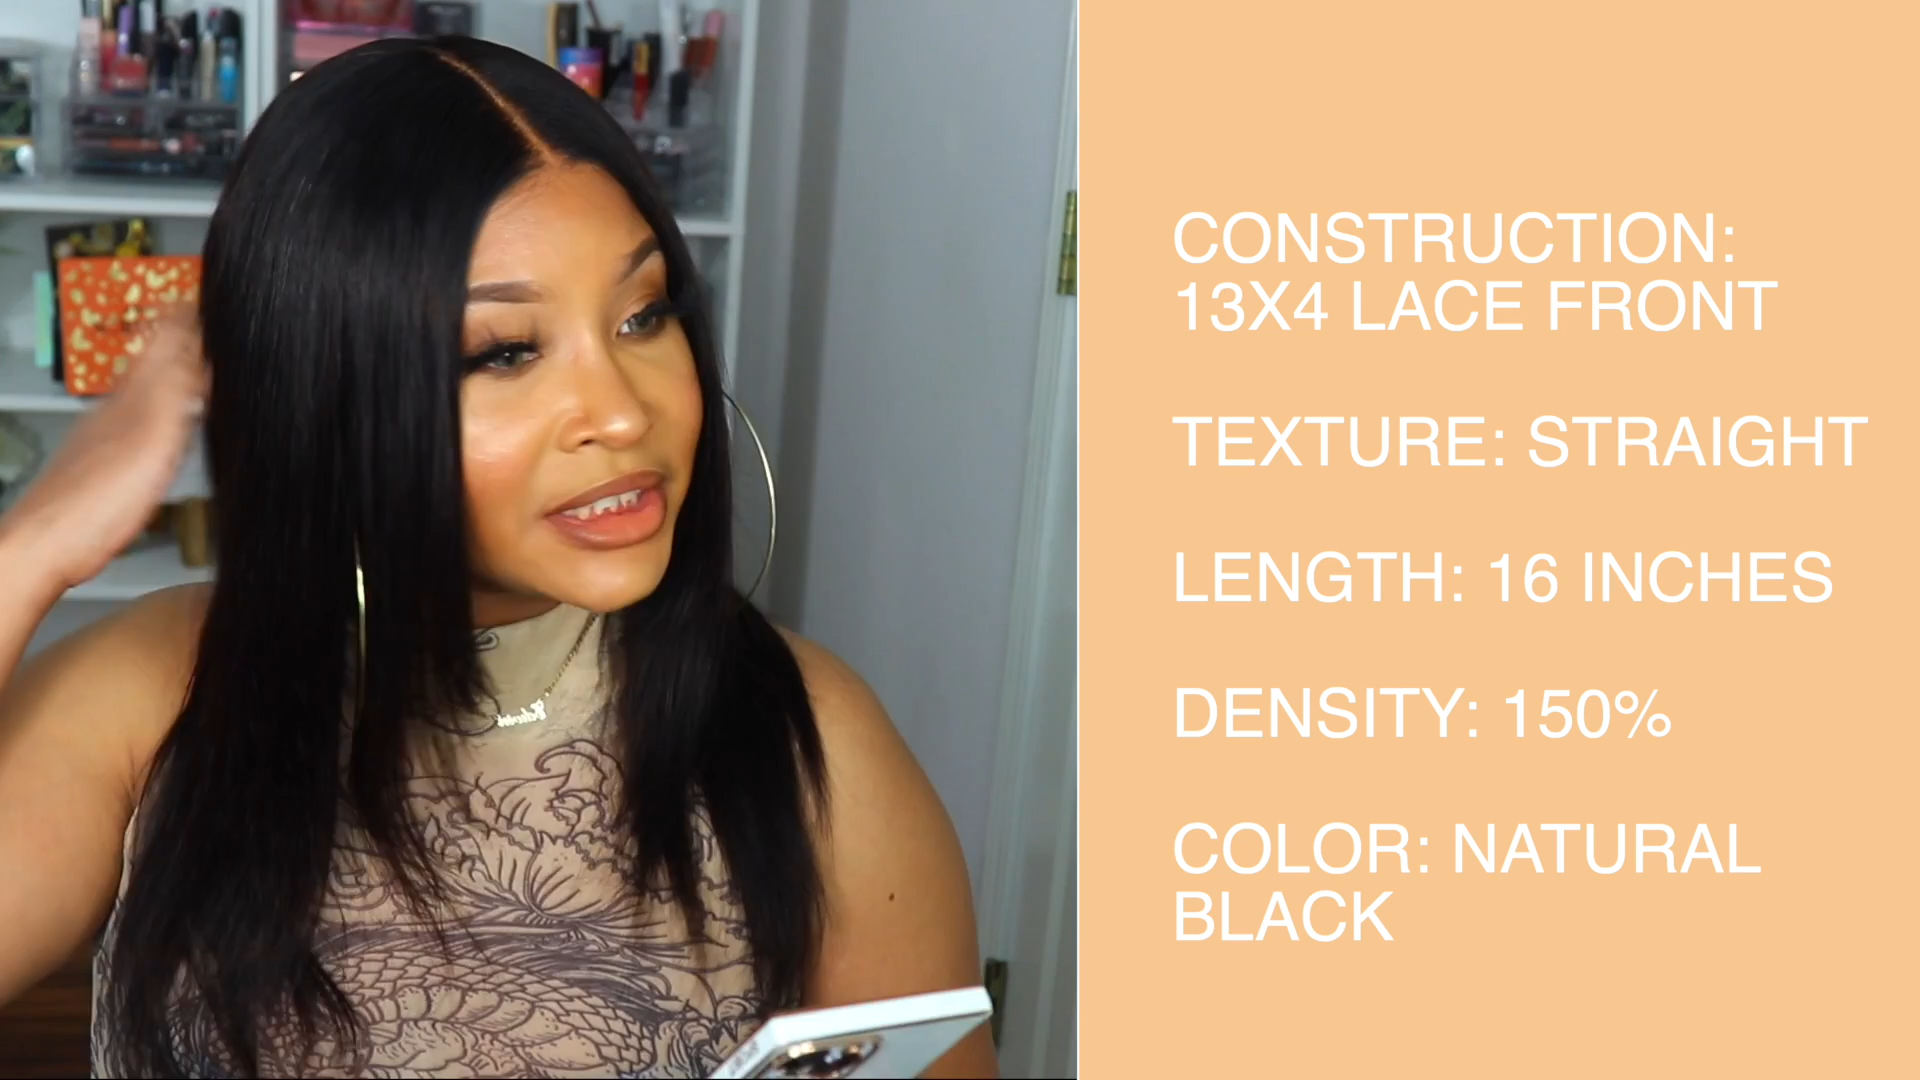 CONSTRUCTION:
13X4 LACE FRONT
TEXTURE: STRAIGHT
LENGTH: 16 INCHES
DENSITY: 150%
COLOR: NATURAL
BLACK